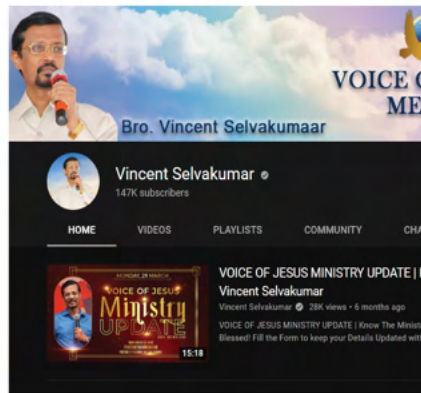 VOICE
ME
Bro. Vincent Selvakumaar
Vincent Selvakumar
147K subscribers
HOME VIDEOS PLAYLISTS COMMUNITY CHA
MONDAY, 29 MARCH
VOICE OF JESUS
Ministry
UPDATE
15:18
VOICE OF JESUS MINISTRY UPDATE |
Vincent Selvakumar
Vincent Selvakumar 28K views • 6 months ago
VOICE OF JESUS MINISTRY UPDATE | Know The Minist
Blessed! Fill the Form to keep your Details Updated wit